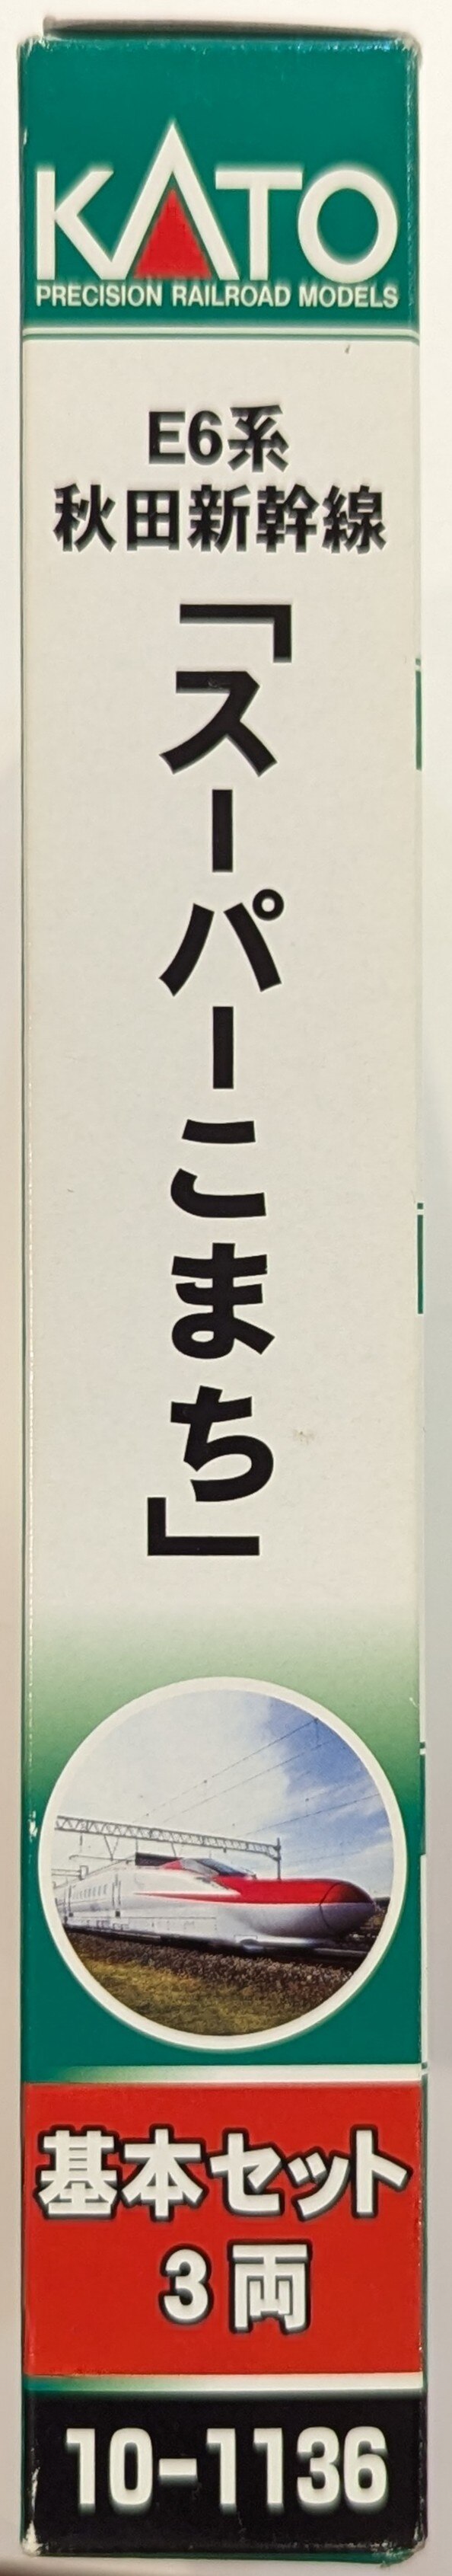 KATO
PRECISION RAILROAD MODELS
E6系
秋田新幹線
「スーパーこまち」
基本セット
3両
10-1136